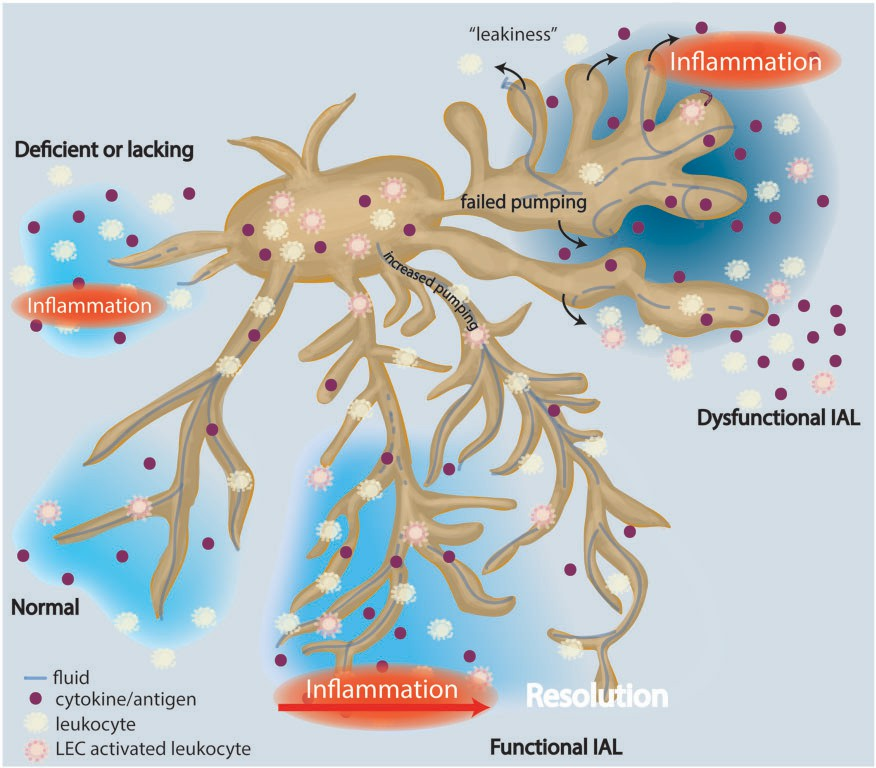 "leakiness"
Inflammation
Deficient or lacking
failed pumping
increased pumping
Inflammation
Dysfunctional IAL
Normal
fluid
cytokine/antigen
leukocyte
LEC activated leukocyte
Inflammation
Resolution
Functional IAL